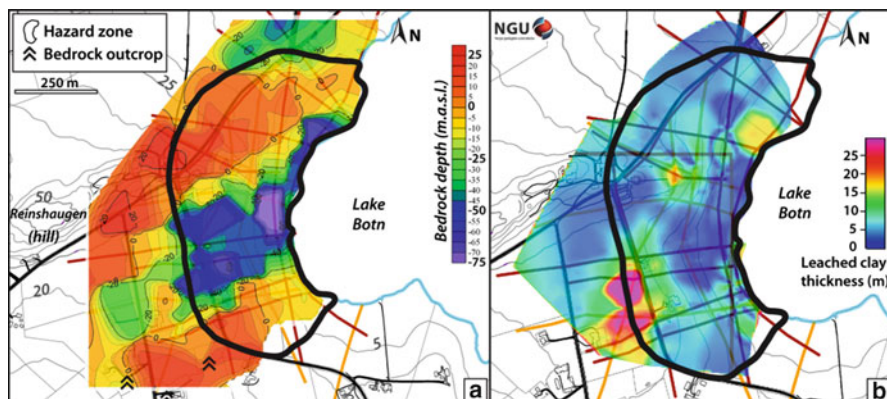 Hazard zone
Bedrock outcrop
250 m
N
25
50
Reinshaugen
(hill)
20
5
Lake
Botn
Bedrock depth (m.a.s.l.)
25
20
15
10
5
0
-5
-10
-15
-20
-25
-30
-35
-40
-45
-50
-55
-60
-65
-70
-75
a
NGU
N
Lake
Botn
25
20
15
10
5
0
Leached clay
thickness (m)
b